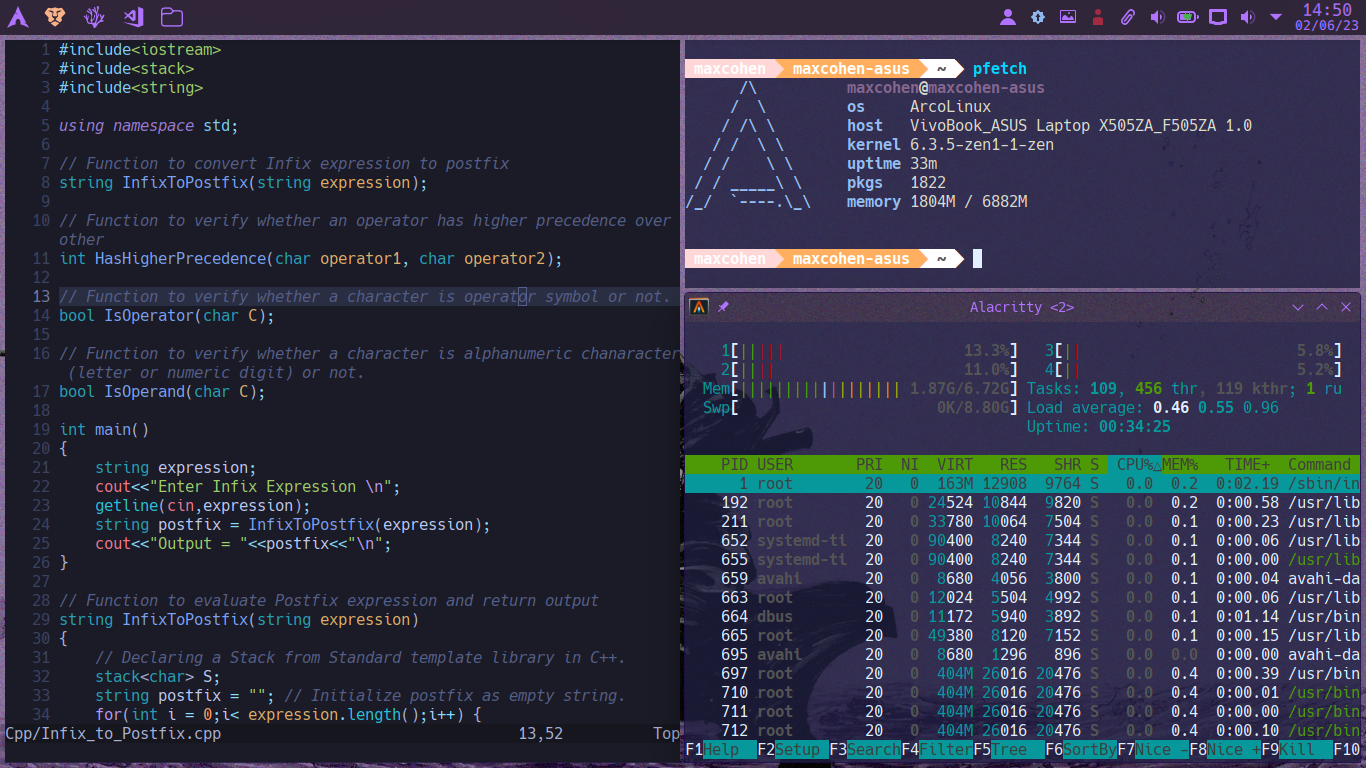 14:50
02/06/23
1 #include<iostream>
2 #include<stack>
3 #include<string>
4
5 using namespace std;
6
7 // Function to convert Infix expression to postfix
8 string InfixToPostfix(string expression);
9
10 // Function to verify whether an operator has higher precedence over
other
11 int HasHigherPrecedence(char operator1, char operator2);
12
13 // Function to verify whether a character is operator symbol or not.
14 bool IsOperator(char C);
15
16 // Function to verify whether a character is alphanumeric chanaracter
(letter or numeric digit) or not.
17 bool IsOperand(char C);
18
19 int main()
20 {
21     string expression;
22     cout<<"Enter Infix Expression \n";
23     getline(cin,expression);
24     string postfix = InfixToPostfix(expression);
25     cout<<"Output = "<<postfix<<"\n";
26 }
27
28 // Function to evaluate Postfix expression and return output
29 string InfixToPostfix(string expression)
30 {
31     // Declaring a Stack from Standard template library in C++.
32     stack<char> S;
33     string postfix = ""; // Initialize postfix as empty string.
34     for(int i = 0;i< expression.length();i++) {
Cpp/Infix_to_Postfix.cpp 13,52 Top
maxcohen maxcohen-asus ~ pfetch
maxcohen@maxcohen-asus
os ArcoLinux
host VivoBook_ASUS Laptop X505ZA_F505ZA 1.0
kernel 6.3.5-zen1-1-zen
uptime 33m
pkgs 1822
memory 1804M / 6882M
maxcohen maxcohen-asus ~
Alacritty <2>
1[||||| 13.3%] 3[|| 5.8%]
2[|||| 11.0%] 4[|| 5.2%]
Mem[|||||||||||||||||| 1.87G/6.72G] Tasks: 109, 456 thr, 119 kthr; 1 ru
Swp[ 0K/8.80G] Load average: 0.46 0.55 0.96
Uptime: 00:34:25
PID USER PRI NI VIRT RES SHR S CPU%△MEM% TIME+ Command
1 root 20 0 163M 12908 9764 S 0.0 0.2 0:02.19 /sbin/in
192 root 20 0 24524 10844 9820 S 0.0 0.2 0:00.58 /usr/lib
211 root 20 0 33780 10064 7504 S 0.0 0.1 0:00.23 /usr/lib
652 systemd-ti 20 0 90400 8240 7344 S 0.0 0.1 0:00.06 /usr/lib
655 systemd-ti 20 0 90400 8240 7344 S 0.0 0.1 0:00.00 /usr/lib
659 avahi 20 0 8680 4056 3800 S 0.0 0.1 0:00.04 avahi-da
663 root 20 0 12024 5504 4992 S 0.0 0.1 0:00.06 /usr/lib
664 dbus 20 0 11172 5940 3892 S 0.0 0.1 0:01.14 /usr/bin
665 root 20 0 49380 8120 7152 S 0.0 0.1 0:00.15 /usr/lib
695 avahi 20 0 8680 1296 896 S 0.0 0.0 0:00.00 avahi-da
697 root 20 0 404M 26016 20476 S 0.0 0.4 0:00.39 /usr/bin
710 root 20 0 404M 26016 20476 S 0.0 0.4 0:00.01 /usr/bin
711 root 20 0 404M 26016 20476 S 0.0 0.4 0:00.00 /usr/bin
712 root 20 0 404M 26016 20476 S 0.0 0.4 0:00.10 /usr/bin
F1Help F2Setup F3SearchF4FilterF5Tree F6SortByF7Nice -F8Nice +F9Kill F10